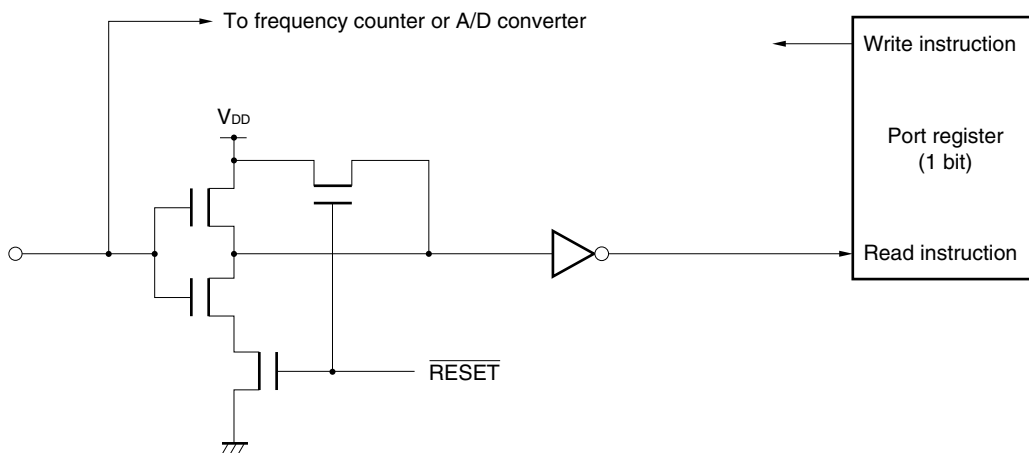 To frequency counter or A/D converter
Write instruction
VDD
Port register
(1 bit)
Read instruction
RESET